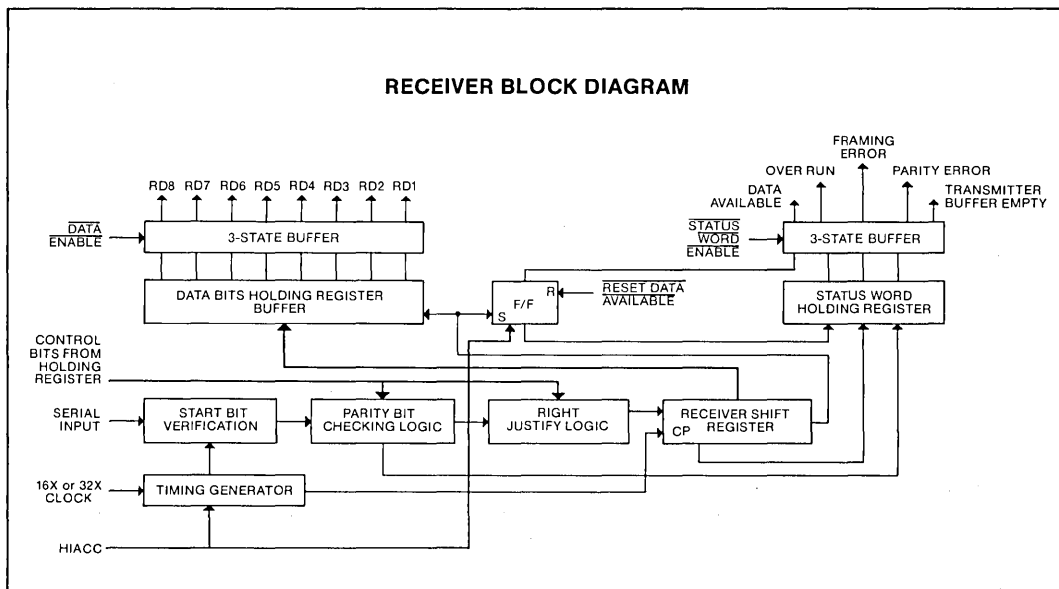 RECEIVER BLOCK DIAGRAM
FRAMING
ERROR
OVER RUN
PARITY ERROR
DATA
AVAILABLE
TRANSMITTER
BUFFER EMPTY
RD8 RD7 RD6 RD5 RD4 RD3 RD2 RD1
DATA
ENABLE
3-STATE BUFFER
STATUS
WORD
ENABLE
3-STATE BUFFER
DATA BITS HOLDING REGISTER
BUFFER
F/F
R
S
RESET DATA
AVAILABLE
STATUS WORD
HOLDING REGISTER
CONTROL
BITS FROM
HOLDING
REGISTER
SERIAL
INPUT
START BIT
VERIFICATION
PARITY BIT
CHECKING LOGIC
RIGHT
JUSTIFY LOGIC
RECEIVER SHIFT
REGISTER
CP
16X or 32X
CLOCK
TIMING GENERATOR
HIACC